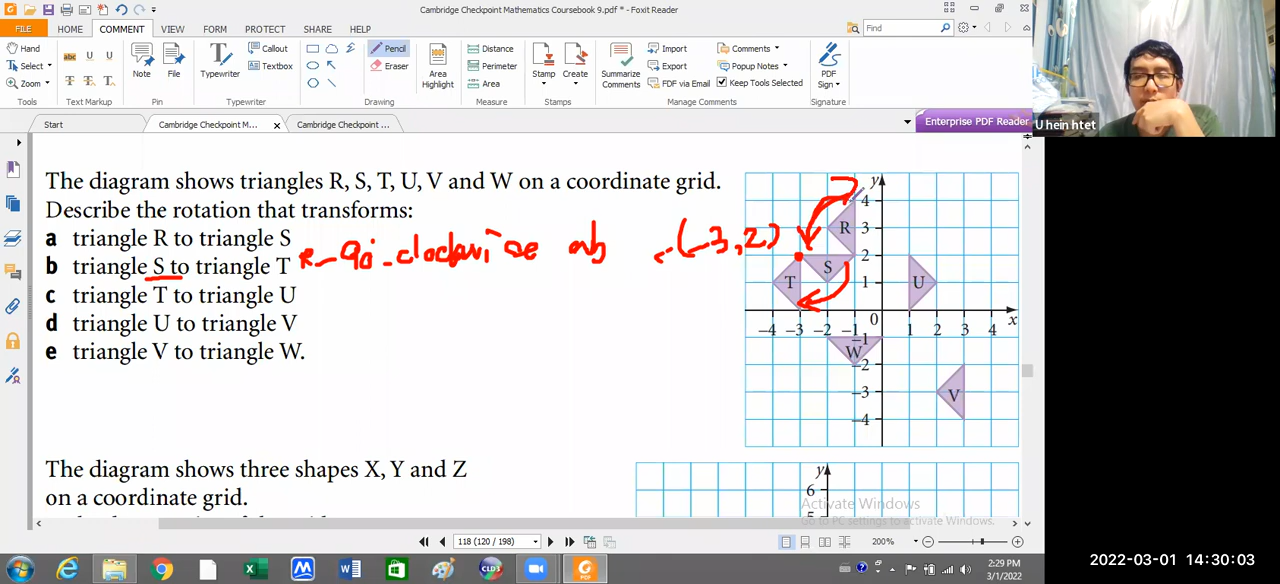 Cambridge Checkpoint Mathematics Coursebook 9.pdf * - Foxit Reader
FILE HOME COMMENT VIEW FORM PROTECT SHARE HELP
Find
Hand
Select
Zoom
Tools
Text Markup
Note
File
Pin
Typewriter
Callout
Textbox
Typewriter
Pencil
Eraser
Drawing
Area Highlight
Distance
Perimeter
Area
Measure
Stamp
Create
Stamps
Summarize Comments
Import
Export
FDF via Email
Comments
Popup Notes
Keep Tools Selected
Manage Comments
PDF Sign
Signature
U hein htet
Start
Cambridge Checkpoint M...
Cambridge Checkpoint ...
Enterprise PDF Reader
The diagram shows triangles R, S, T, U, V and W on a coordinate grid.
Describe the rotation that transforms:
a triangle R to triangle S
b triangle S to triangle T
c triangle T to triangle U
d triangle U to triangle V
e triangle V to triangle W.
90° clockwise
(-3,2)
y
4
R 3
2
S
T 1 U
0
–4 –3 –2 –1 1 2 3 4 x
–1
W
–2
–3 V
–4
The diagram shows three shapes X, Y and Z
on a coordinate grid.
y
6
5
Activate Windows
Go to PC settings to activate Windows.
118 (120 / 198)
200%
2:29 PM
3/1/2022
2022-03-01 14:30:03